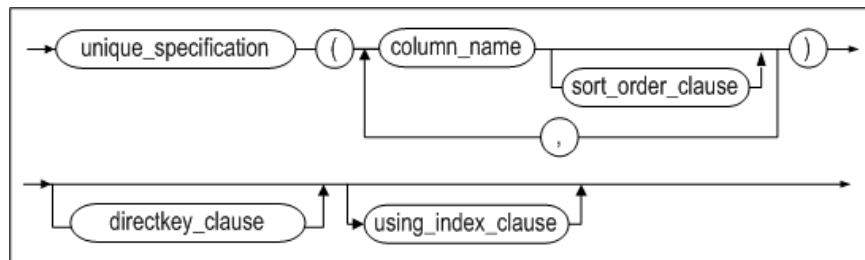 unique_specification ( column_name )
sort_order_clause
,
directkey_clause
using_index_clause